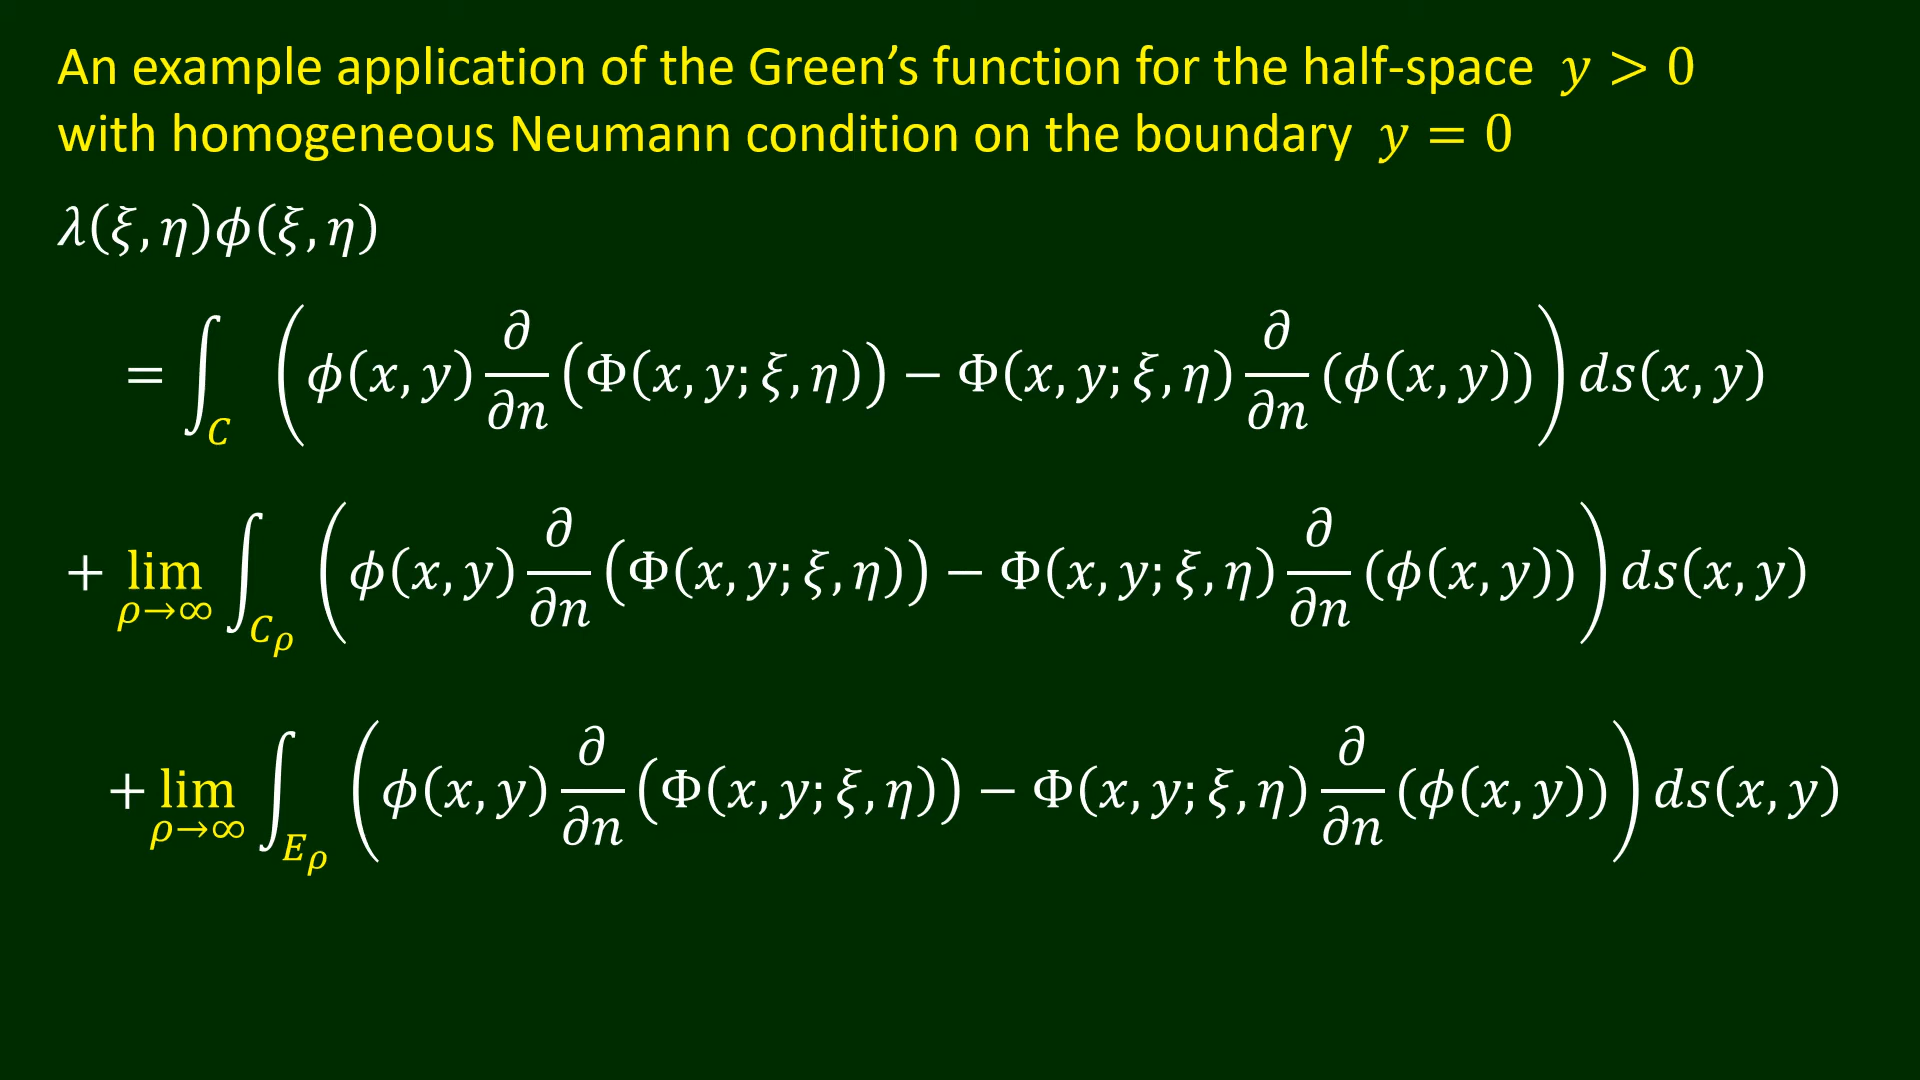 An example application of the Green’s function for the half-space y > 0
with homogeneous Neumann condition on the boundary y = 0
λ(ξ, η)ϕ(ξ, η)
= ∫_C (ϕ(x, y) ∂/∂n (Φ(x, y; ξ, η)) − Φ(x, y; ξ, η) ∂/∂n (ϕ(x, y))) ds(x, y)
+ lim_{ρ→∞} ∫_{C_ρ} (ϕ(x, y) ∂/∂n (Φ(x, y; ξ, η)) − Φ(x, y; ξ, η) ∂/∂n (ϕ(x, y))) ds(x, y)
+ lim_{ρ→∞} ∫_{E_ρ} (ϕ(x, y) ∂/∂n (Φ(x, y; ξ, η)) − Φ(x, y; ξ, η) ∂/∂n (ϕ(x, y))) ds(x, y)